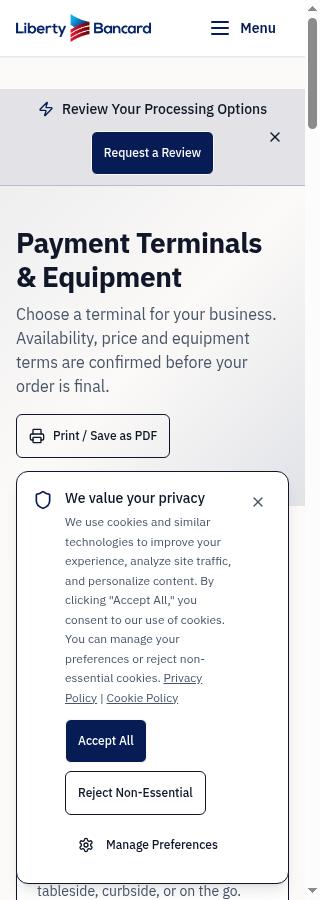 Liberty Bancard
Menu
Review Your Processing Options
Request a Review
Payment Terminals
& Equipment
Choose a terminal for your business.
Availability, price and equipment
terms are confirmed before your
order is final.
Print / Save as PDF
We value your privacy
We use cookies and similar
technologies to improve your
experience, analyze site traffic,
and personalize content. By
clicking "Accept All," you
consent to our use of cookies.
You can manage your
preferences or reject non-
essential cookies. Privacy
Policy | Cookie Policy
Accept All
Reject Non-Essential
Manage Preferences
tableside, curbside, or on the go.